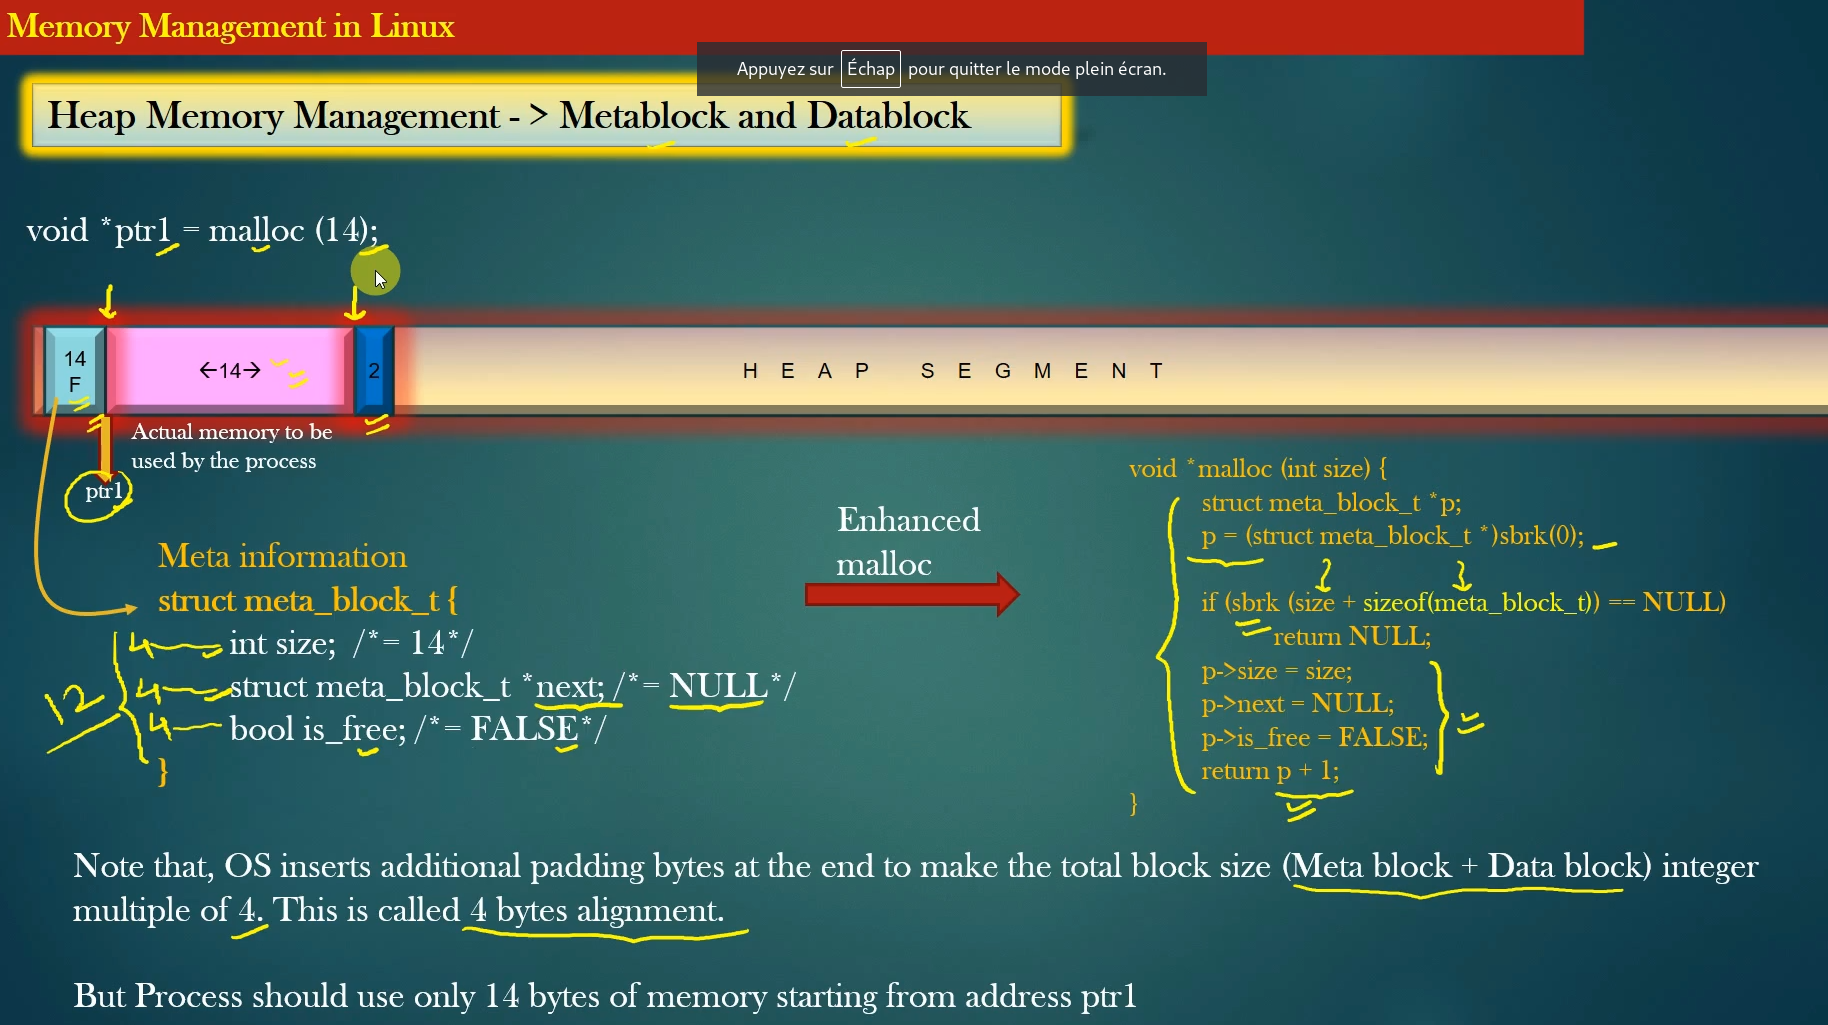 Memory Management in Linux
Appuyez sur Échap pour quitter le mode plein écran.
Heap Memory Management - > Metablock and Datablock
void *ptr1 = malloc (14);
14
F
←14→
2
HEAP SEGMENT
Actual memory to be
used by the process
ptr1
Meta information
struct meta_block_t {
4 int size; /*= 14*/
4 struct meta_block_t *next; /*= NULL*/
4 bool is_free; /*= FALSE*/
}
12
Enhanced
malloc
void *malloc (int size) {
struct meta_block_t *p;
p = (struct meta_block_t *)sbrk(0);
if (sbrk (size + sizeof(meta_block_t)) == NULL)
return NULL;
p->size = size;
p->next = NULL;
p->is_free = FALSE;
return p + 1;
}
Note that, OS inserts additional padding bytes at the end to make the total block size (Meta block + Data block) integer
multiple of 4. This is called 4 bytes alignment.
But Process should use only 14 bytes of memory starting from address ptr1